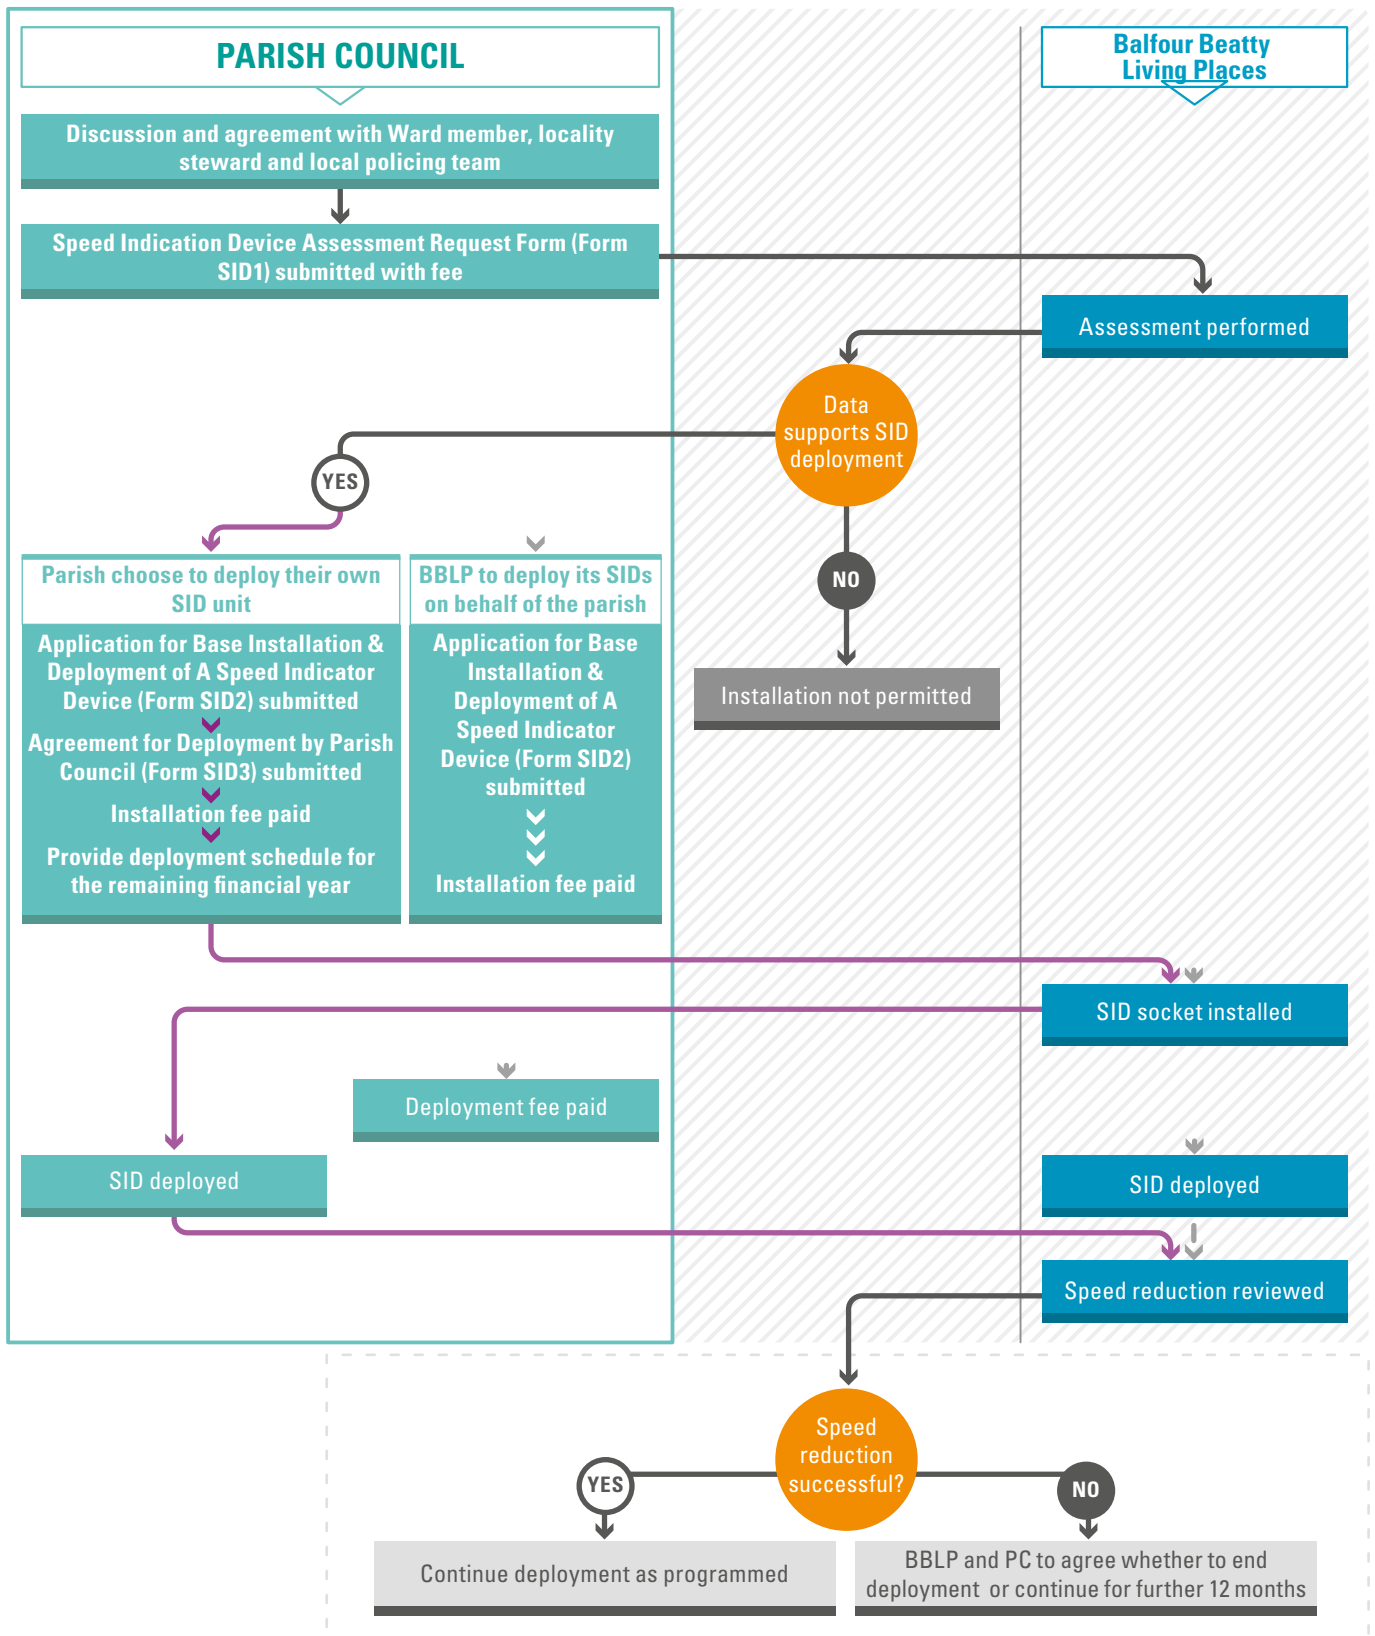 PARISH COUNCIL
Balfour Beatty
Living Places
Discussion and agreement with Ward member, locality
steward and local policing team
Speed Indication Device Assessment Request Form (Form
SID1) submitted with fee
Assessment performed
Data
supports SID
deployment
YES
NO
Parish choose to deploy their own
SID unit
Application for Base Installation &
Deployment of A Speed Indicator
Device (Form SID2) submitted
Agreement for Deployment by Parish
Council (Form SID3) submitted
Installation fee paid
Provide deployment schedule for
the remaining financial year
BBLP to deploy its SIDs
on behalf of the parish
Application for Base
Installation &
Deployment of A
Speed Indicator
Device (Form SID2)
submitted
Installation fee paid
Installation not permitted
SID socket installed
Deployment fee paid
SID deployed
SID deployed
Speed reduction reviewed
Speed
reduction
successful?
YES
NO
Continue deployment as programmed
BBLP and PC to agree whether to end
deployment or continue for further 12 months